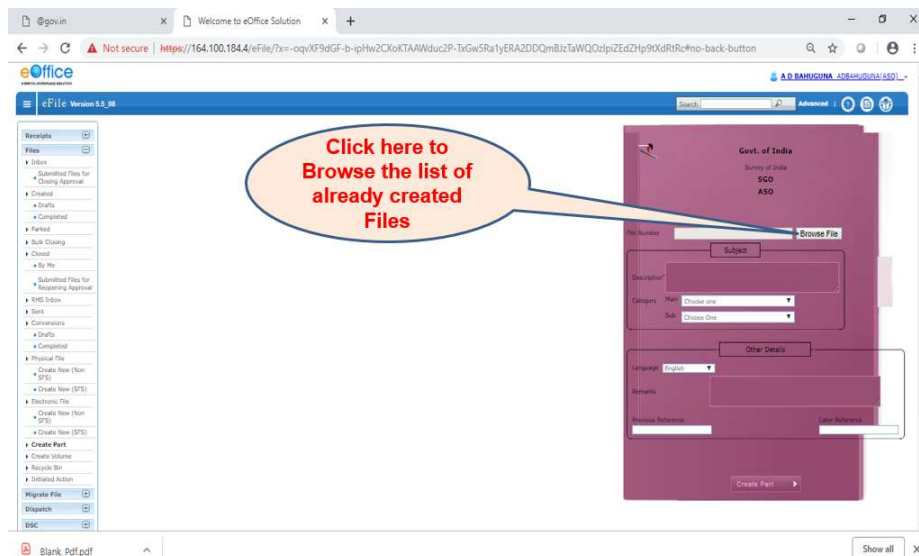 @gov.in
Welcome to eOffice Solution
Not secure | https://164.100.184.4/eFile/?x=-oqvXF9dGF-b-ipHw2CXoKTAAWduc2P-TxGw5Ra1yERA2DDQmBJzTaWQOzlpiZEdZHp9tXdRtRc#no-back-button
eOffice
A D BAHUGUNA ADBAHUGUNA(ASO)
eFile Version 5.5_08
Search
Advanced
Receipts
Files
Inbox
Submitted Files for
Closing Approval
Created
Drafts
Completed
Parked
Bulk Closing
Closed
By Me
Submitted Files for
Reopening Approval
RMS Inbox
Sent
Conversions
Drafts
Completed
Physical File
Create New (Non
SFS)
Create New (SFS)
Electronic File
Create New (Non
SFS)
Create New (SFS)
Create Part
Create Volume
Recycle Bin
Initiated Action
Migrate File
Dispatch
DSC
Click here to
Browse the list of
already created
Files
Govt. of India
Survey of India
SGO
ASO
File Number
Browse File
Subject
Description*
Category Main Choose one
Sub Choose One
Other Details
Language English
Remarks
Previous Reference Later Reference
Create Part
Blank Pdf.pdf
Show all